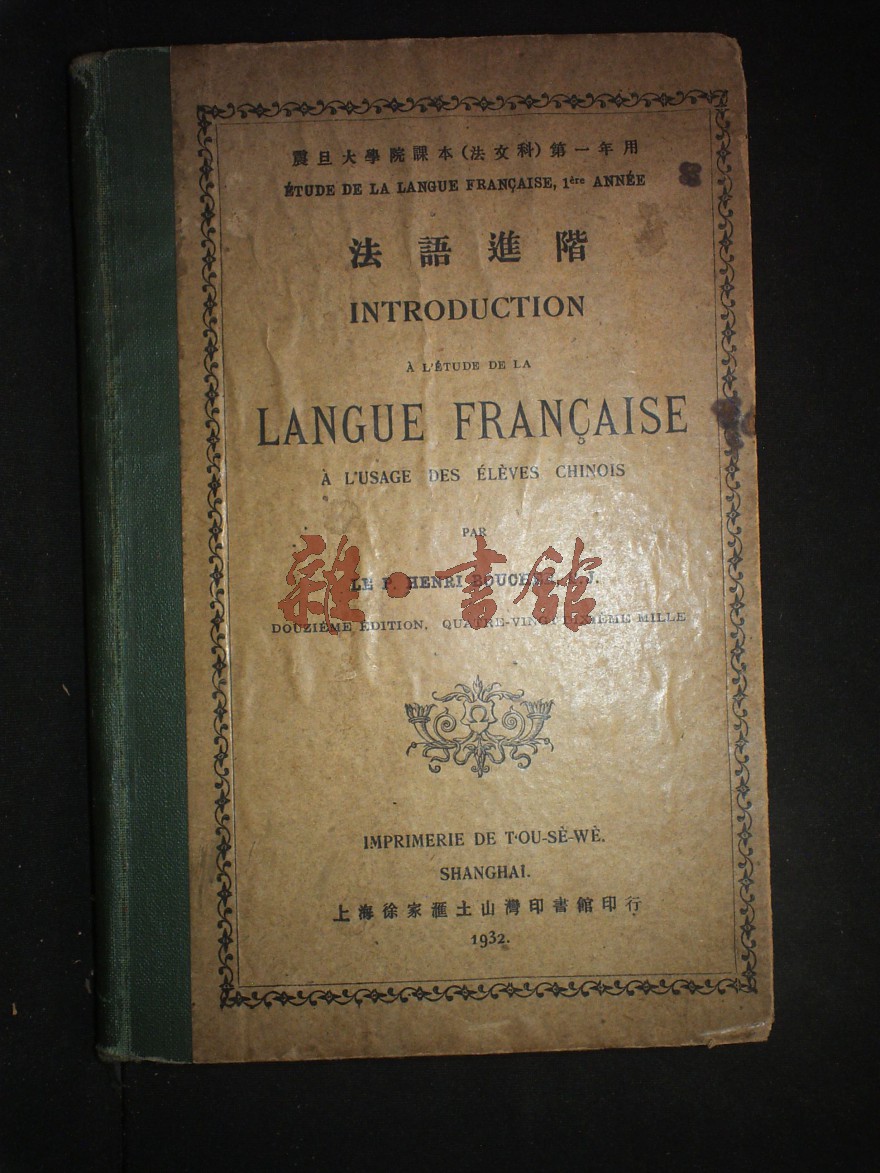 震旦大學院課本(法文科)第一年用
ÉTUDE DE LA LANGUE FRANÇAISE, 1ère ANNÉE
法語進階
INTRODUCTION
À L'ÉTUDE DE LA
LANGUE FRANÇAISE
À L'USAGE DES ÉLÈVES CHINOIS
PAR
LE P. HENRI BOUCHER, S.J.
雜·書館
DOUZIÈME ÉDITION, MILLE
IMPRIMERIE DE T'OU-SÈ-WÈ.
SHANGHAI.
上海徐家滙土山灣印書館印行
1932.